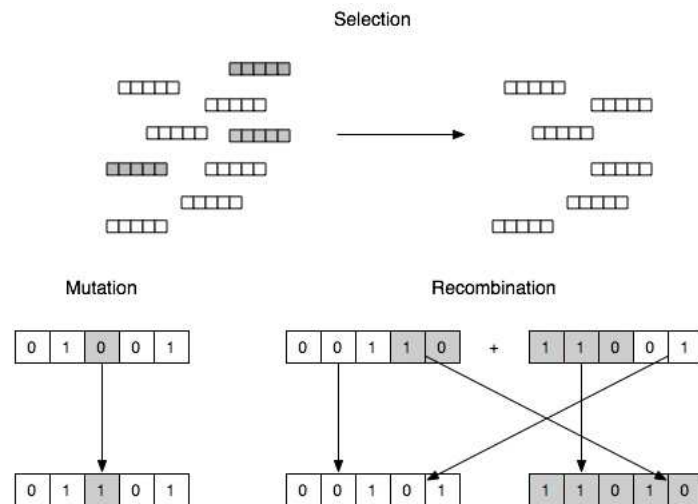 Selection
Mutation
Recombination
0 1 0 0 1
0 0 1 1 0 + 1 1 0 0 1
0 1 1 0 1
0 0 1 0 1
1 1 0 1 0